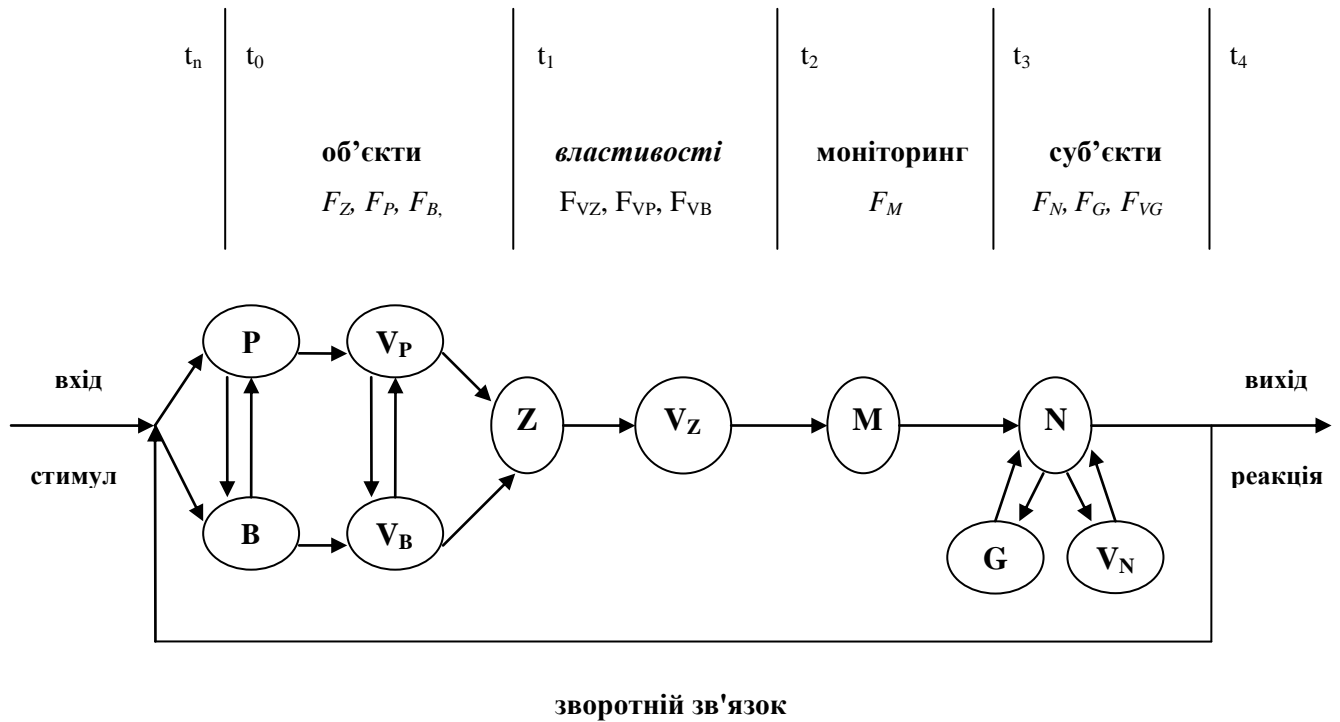 tn t0 t1 t2 t3 t4
об’єкти властивості моніторинг суб’єкти
FZ, FP, FB, FVZ, FVP, FVB FM FN, FG, FVG
P VP
вхід вихід
Z VZ M N
стимул реакція
B VB G VN
зворотній зв'язок